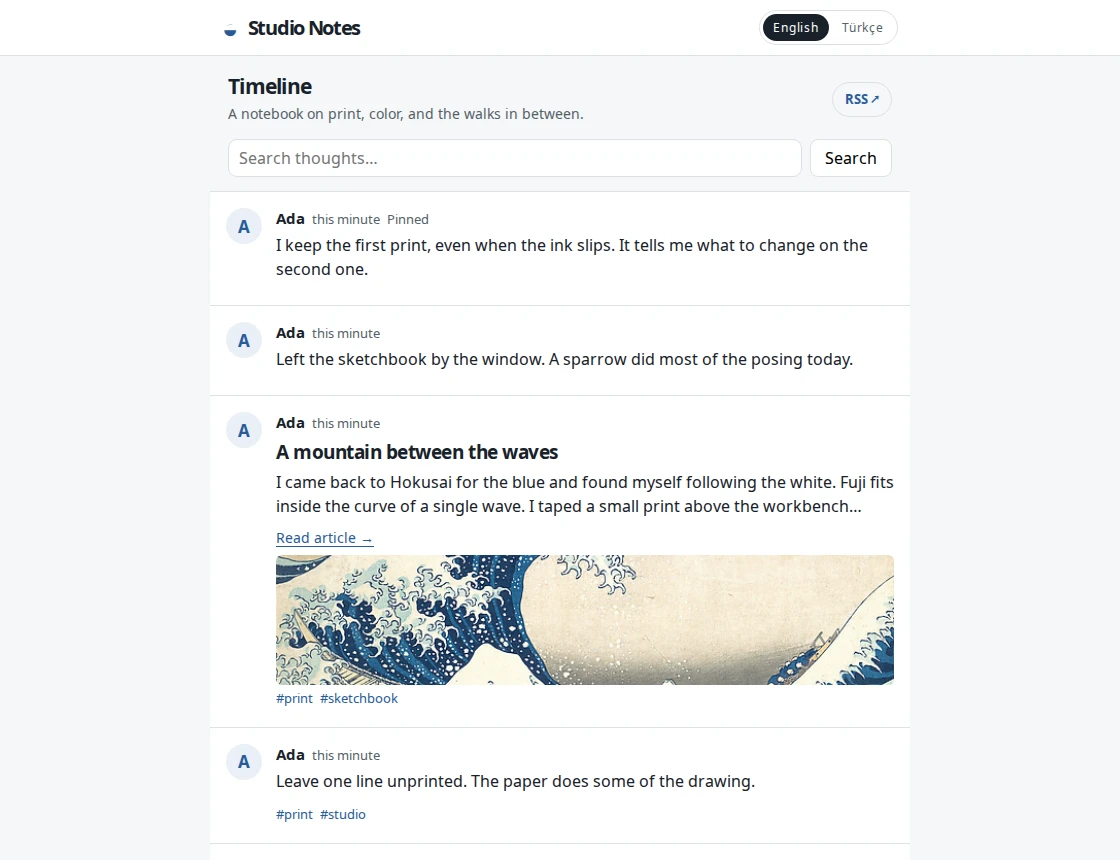 Studio Notes
English Türkçe
Timeline
A notebook on print, color, and the walks in between.
RSS↗
Search thoughts...
Search
A
Ada this minute Pinned
I keep the first print, even when the ink slips. It tells me what to change on the
second one.
A
Ada this minute
Left the sketchbook by the window. A sparrow did most of the posing today.
A
Ada this minute
A mountain between the waves
I came back to Hokusai for the blue and found myself following the white. Fuji fits
inside the curve of a single wave. I taped a small print above the workbench...
Read article →
#print #sketchbook
A
Ada this minute
Leave one line unprinted. The paper does some of the drawing.
#print #studio